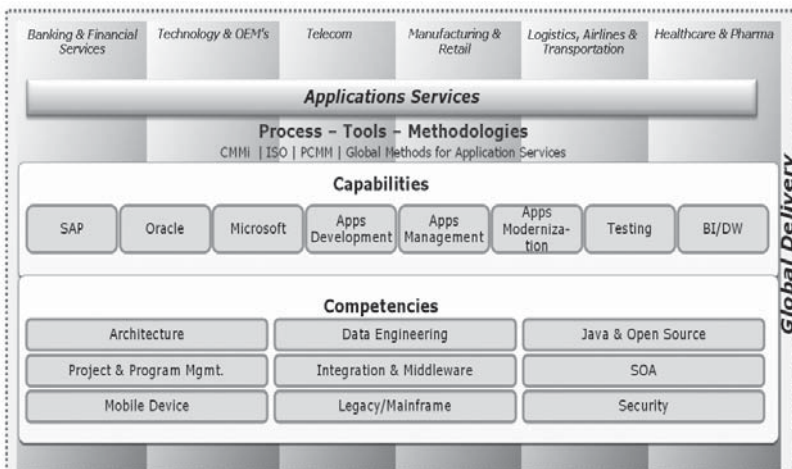 Banking & Financial Services
Technology & OEM's
Telecom
Manufacturing & Retail
Logistics, Airlines & Transportation
Healthcare & Pharma
Applications Services
Process – Tools – Methodologies
CMMi | ISO | PCMM | Global Methods for Application Services
Capabilities
SAP
Oracle
Microsoft
Apps Development
Apps Management
Apps Moderniza-
tion
Testing
BI/DW
Competencies
Architecture
Data Engineering
Java & Open Source
Project & Program Mgmt.
Integration & Middleware
SOA
Mobile Device
Legacy/Mainframe
Security
Global Delivery